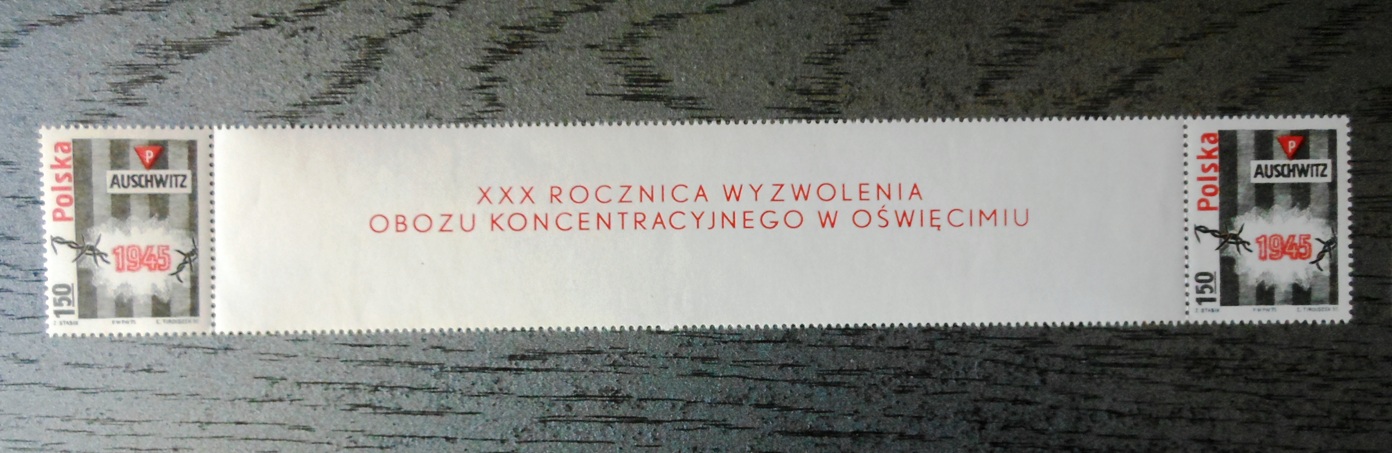 Polska
P
AUSCHWITZ
1945
150
XXX ROCZNICA WYZWOLENIA
OBOZU KONCENTRACYJNEGO W OŚWIĘCIMIU
Polska
P
AUSCHWITZ
1945
150